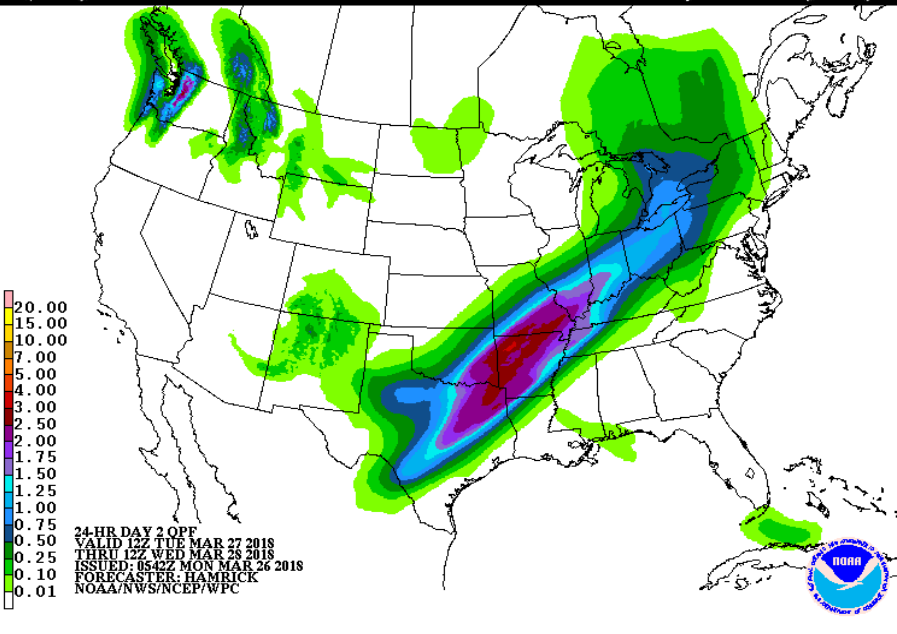 20.00
15.00
10.00
7.00
5.00
4.00
3.00
2.50
2.00
1.75
1.50
1.25
1.00
0.75
0.50
0.25
0.10
0.01
24-HR DAY 2 QPF
VALID 12Z TUE MAR 27 2018
THRU 12Z WED MAR 28 2018
ISSUED: 0542Z MON MAR 26 2018
FORECASTER: HAMRICK
NOAA/NWS/NCEP/WPC
NOAA